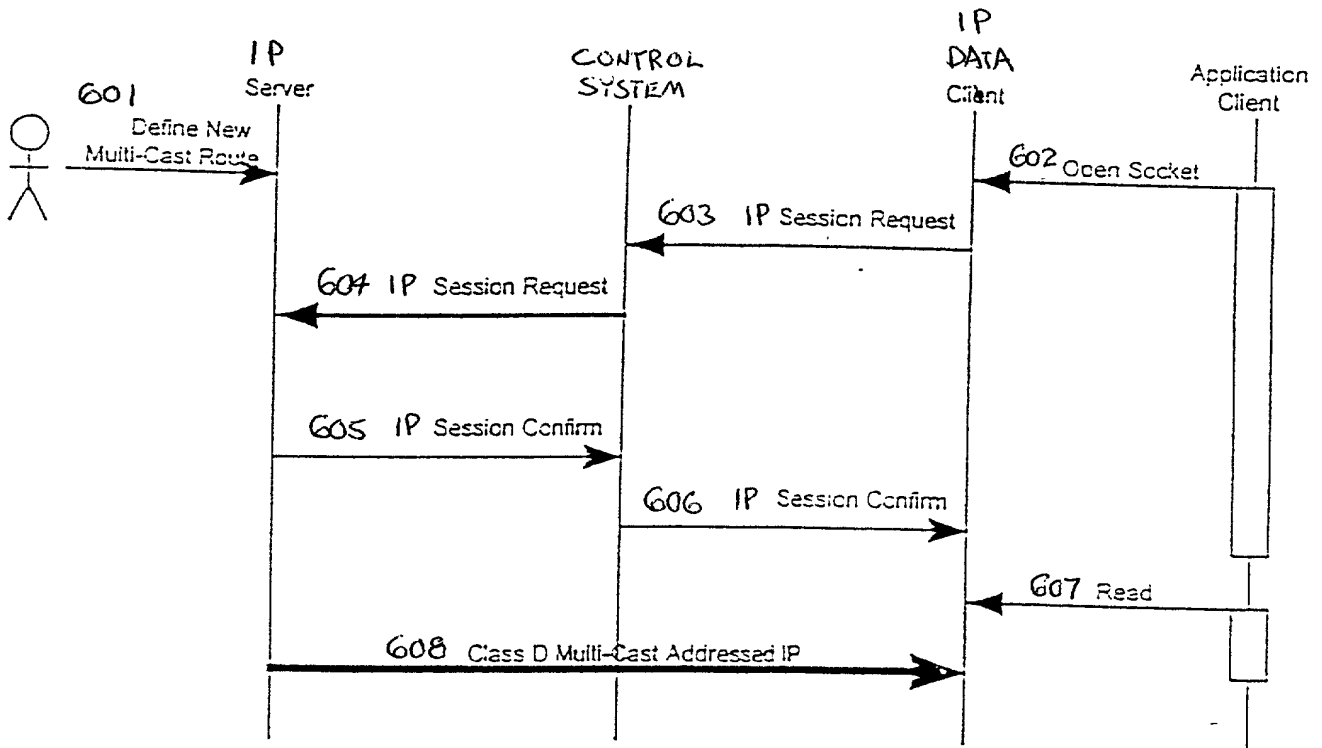 IP
Server
CONTROL
SYSTEM
IP
DATA
Client
Application
Client
601
Define New
Multi-Cast Route
602 Open Socket
603 IP Session Request
604 IP Session Request
605 IP Session Confirm
606 IP Session Confirm
607 Read
608 Class D Multi-Cast Addressed IP